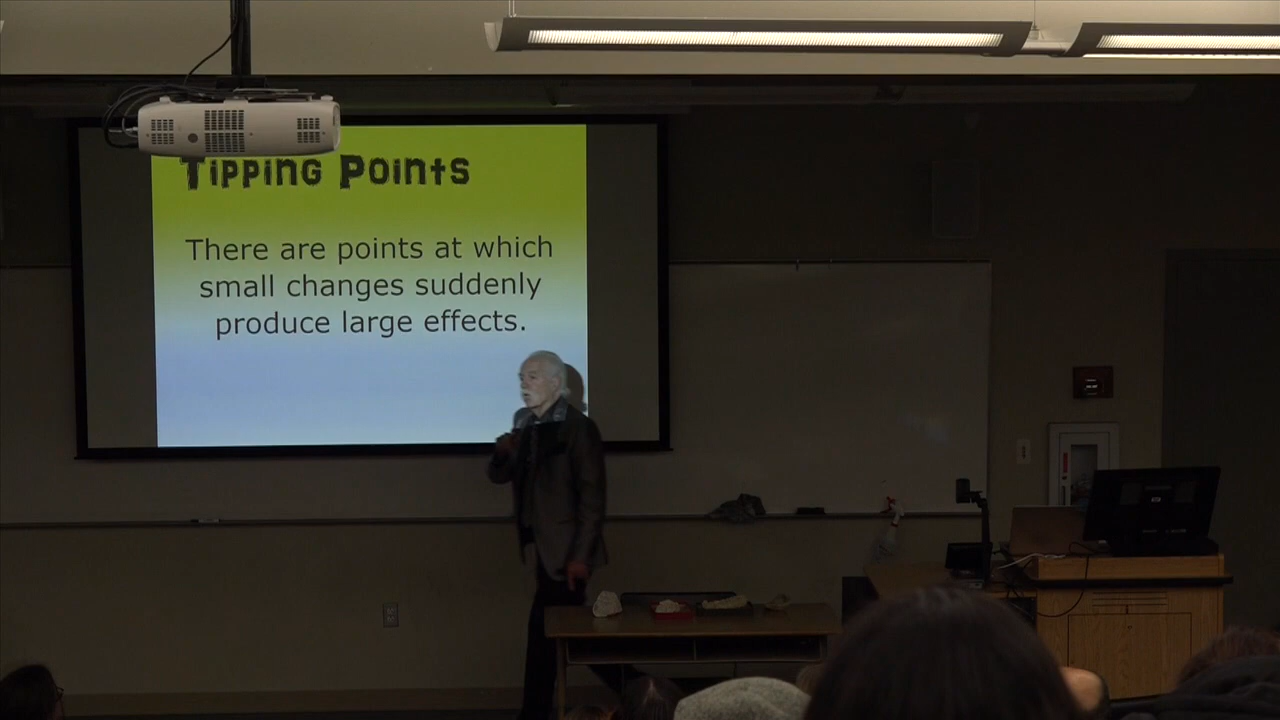 Tipping Points
There are points at which
small changes suddenly
produce large effects.